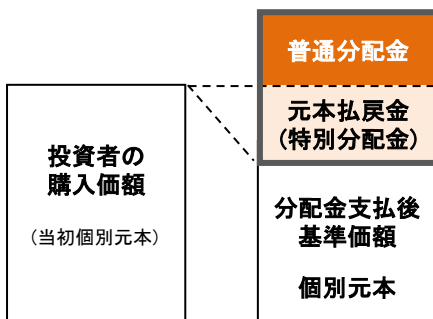 普通分配金
元本払戻金
(特別分配金)
投資者の
購入価額
(当初個別元本)
分配金支払後
基準価額
個別元本